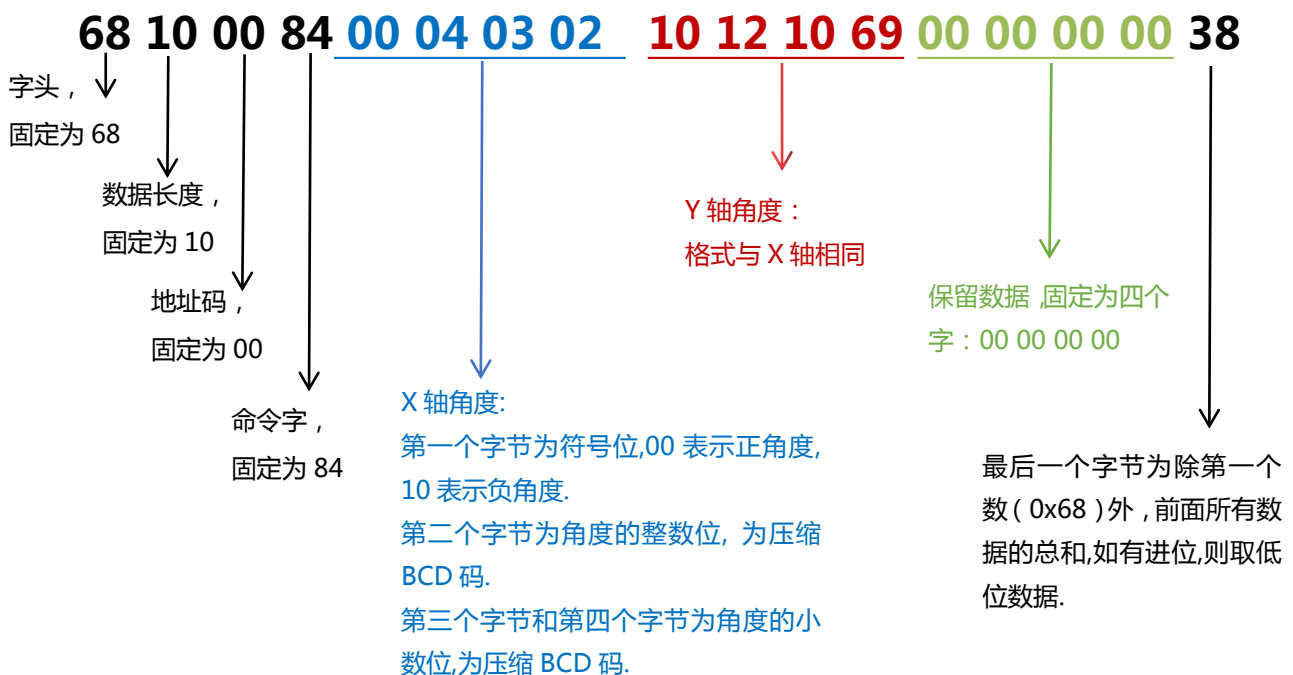 68 10 00 84 00 04 03 02 10 12 10 69 00 00 00 00 38
字头，
固定为 68
数据长度，
固定为 10
地址码，
固定为 00
命令字，
固定为 84
X 轴角度:
第一个字节为符号位,00 表示正角度,
10 表示负角度.
第二个字节为角度的整数位, 为压缩
BCD 码.
第三个字节和第四个字节为角度的小
数位,为压缩 BCD 码.
Y 轴角度：
格式与 X 轴相同
保留数据 ,固定为四个
字：00 00 00 00
最后一个字节为除第一个
数（0x68）外，前面所有数
据的总和,如有进位,则取低
位数据.